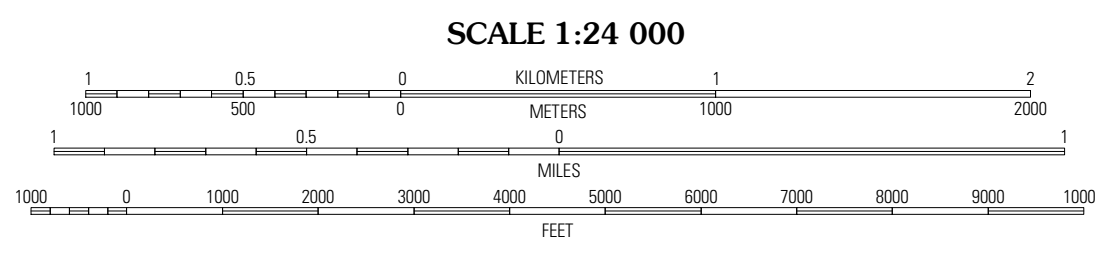 SCALE 1:24 000
1 0.5 0 KILOMETERS 1 2
1000 500 0 METERS 1000 2000
1 0.5 0 1
MILES
1000 0 1000 2000 3000 4000 5000 6000 7000 8000 9000 1000
FEET